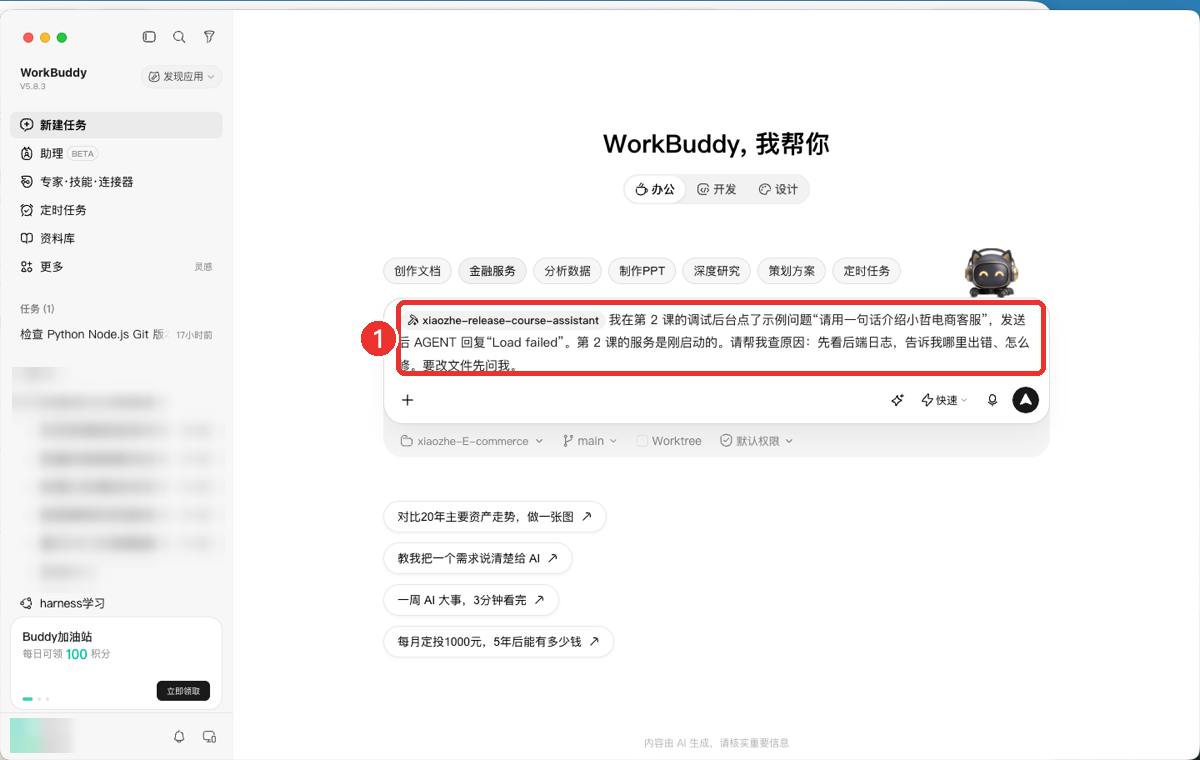 WorkBuddy
V5.8.3
发现应用
新建任务
助理 BETA
专家·技能·连接器
定时任务
资料库
更多
灵感
任务 (1)
检查 Python Node.js Git 版 17小时前
harness学习
Buddy加油站
每日可领 100 积分
立即领取
WorkBuddy, 我帮你
办公 开发 设计
创作文档 金融服务 分析数据 制作PPT 深度研究 策划方案 定时任务
1
xiaozhe-release-course-assistant 我在第 2 课的调试后台点了示例问题“请用一句话介绍小哲电商客服”，发送
后 AGENT 回复“Load failed”。第 2 课的服务是刚启动的。请帮我查原因：先看后端日志，告诉我哪里出错、怎么
修。要改文件先问我。
快速
xiaozhe-E-commerce main Worktree 默认权限
对比20年主要资产走势，做一张图
教我把一个需求说清楚给 AI
一周 AI 大事，3分钟看完
每月定投1000元，5年后能有多少钱
内容由 AI 生成，请核实重要信息